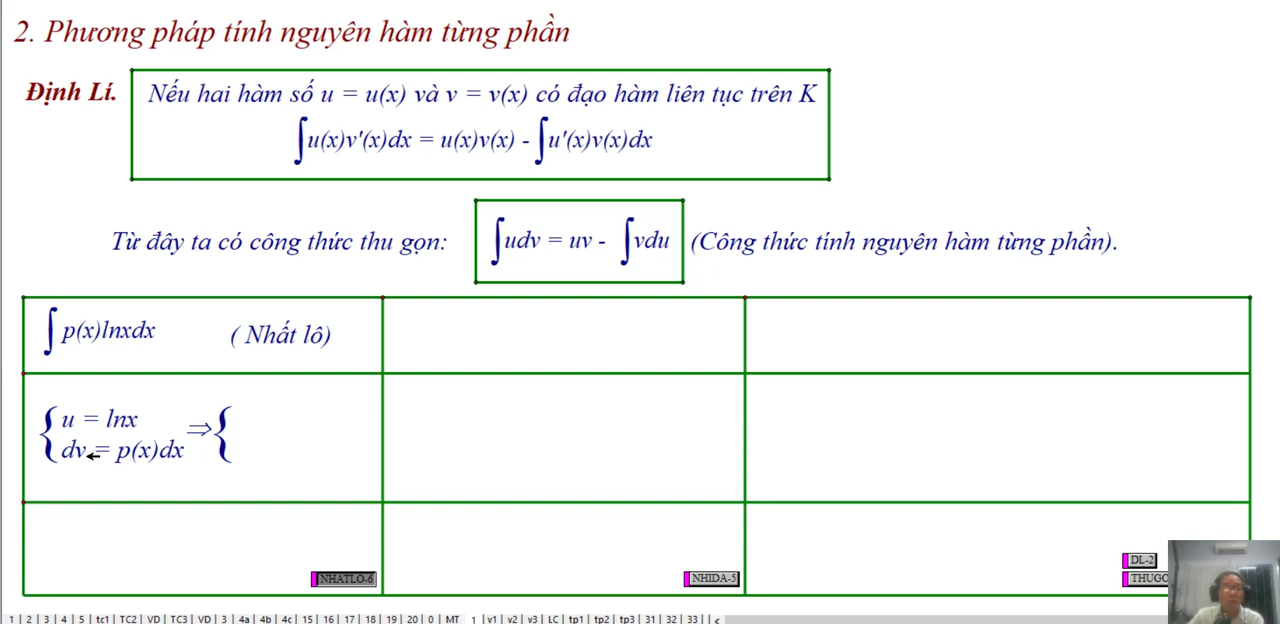 2. Phương pháp tính nguyên hàm từng phần
Định Lí. Nếu hai hàm số u = u(x) và v = v(x) có đạo hàm liên tục trên K
∫u(x)v'(x)dx = u(x)v(x) - ∫u'(x)v(x)dx
Từ đây ta có công thức thu gọn: ∫udv = uv - ∫vdu (Công thức tính nguyên hàm từng phần).
∫p(x)lnxdx ( Nhất lô)
{ u = lnx
dv = p(x)dx ⇒ {
DL-2
NHATLO-6 NHIDA-5 THUGO
1 | 2 | 3 | 4 | 5 | tc1 | TC2 | VD | TC3 | VD | 3 | 4a | 4b | 4c | 15 | 16 | 17 | 18 | 19 | 20 | 0 | MT 1 | v1 | v2 | v3 | LC | tp1 | tp2 | tp3 | 31 | 32 | 33 | | <